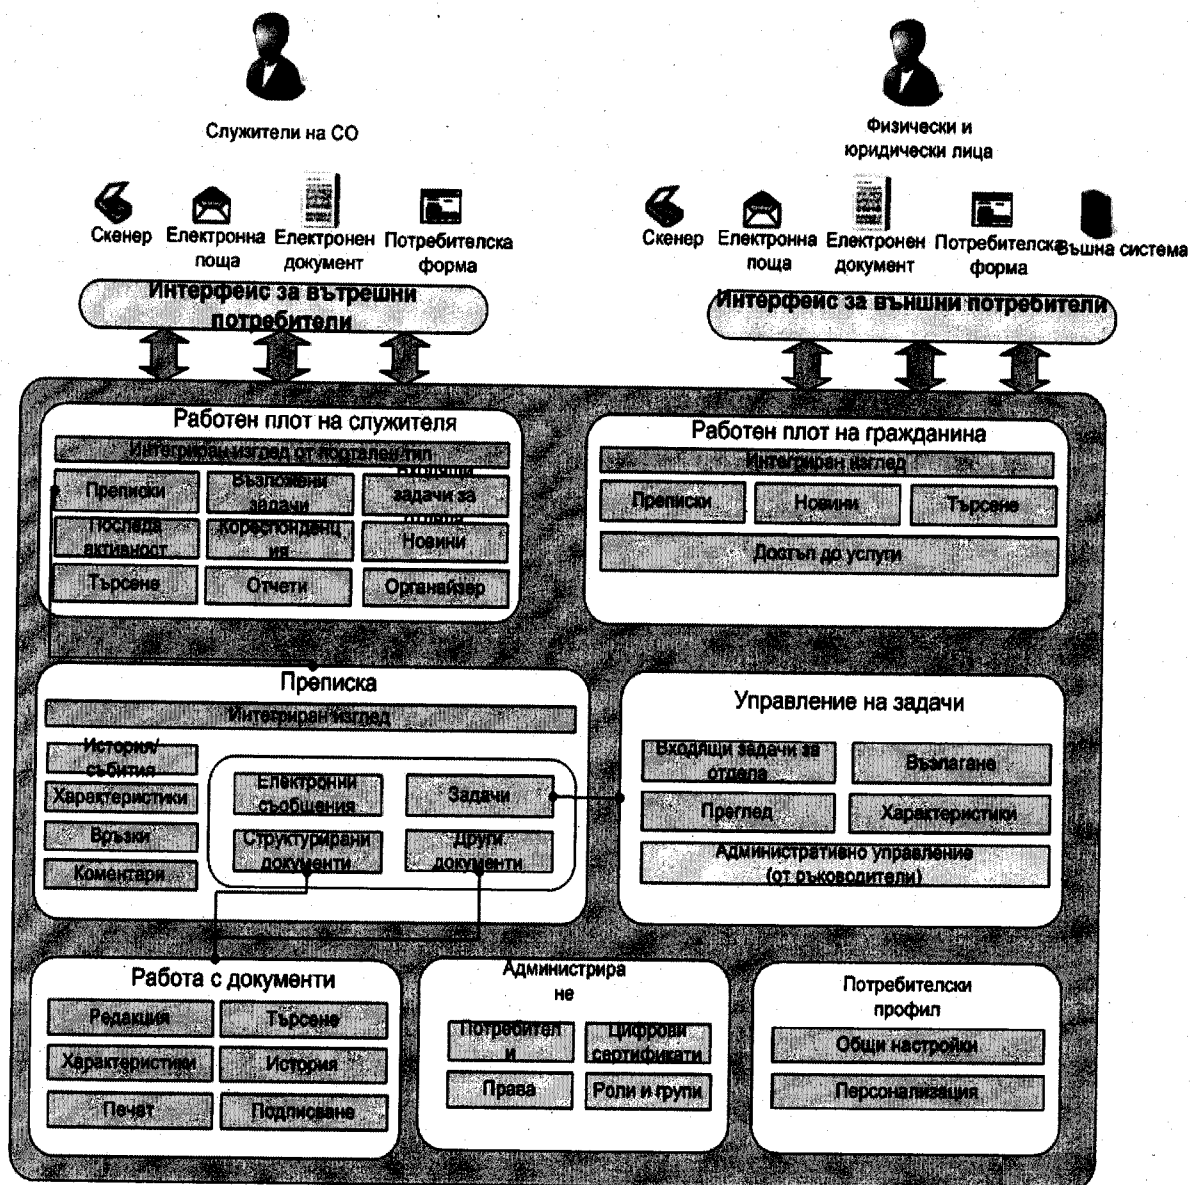 Служители на СО
Физически и
юридически лица
Скенер
Електронна
поща
Електронен
документ
Потребителска
форма
Скенер
Електронна
поща
Електронен
документ
Потребителска
форма
Въшна система
Интерфейс за вътрешни
потребители
Интерфейс за външни потребители
Работен плот на служителя
Интегриран изглед от портален тип
Преписки
Възложени
задачи
Входящи
задачи за
отдела
Последа
активност
Кореспонденц
ия
Новини
Търсене
Отчети
Органайзер
Работен плот на гражданина
Интегриран изглед
Преписки
Новини
Търсене
Достъп до услуги
Преписка
Интегриран изглед
История/
събития
Характеристики
Връзки
Коментари
Електронни
съобщения
Задачи
Структурирани
документи
Други
документи
Управление на задачи
Входящи задачи за
отдела
Възлагане
Преглед
Характеристики
Административно управление
(от ръководители)
Работа с документи
Редакция
Търсене
Характеристики
История
Печат
Подписване
Администрира
не
Потребител
и
Цифрови
сертификати
Права
Роли и групи
Потребителски
профил
Общи настройки
Персонализация